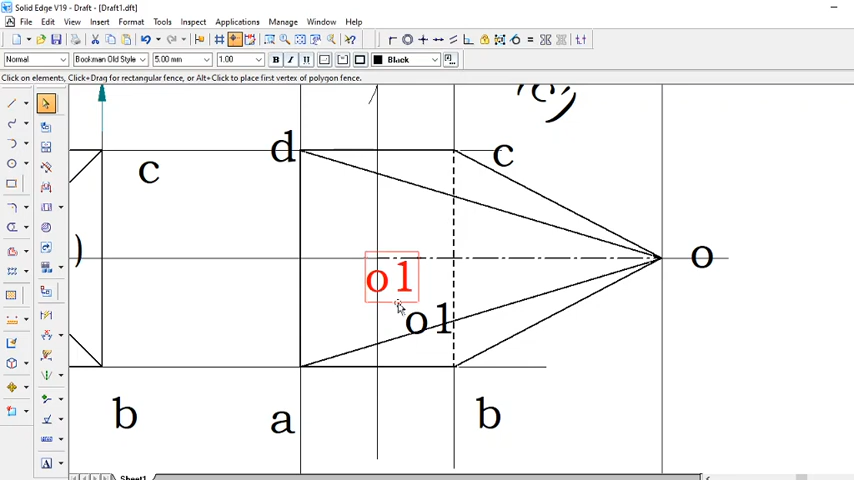 Solid Edge V19 - Draft - [Draft1.dft]
File Edit View Insert Format Tools Inspect Applications Manage Window Help
Normal Bookman Old Style 5.00 mm 1.00 B I U Black
Click on elements, Click+Drag for rectangular fence, or Alt+Click to place first vertex of polygon fence.
d c
c
o
o1
o1
b a b
Sheet1